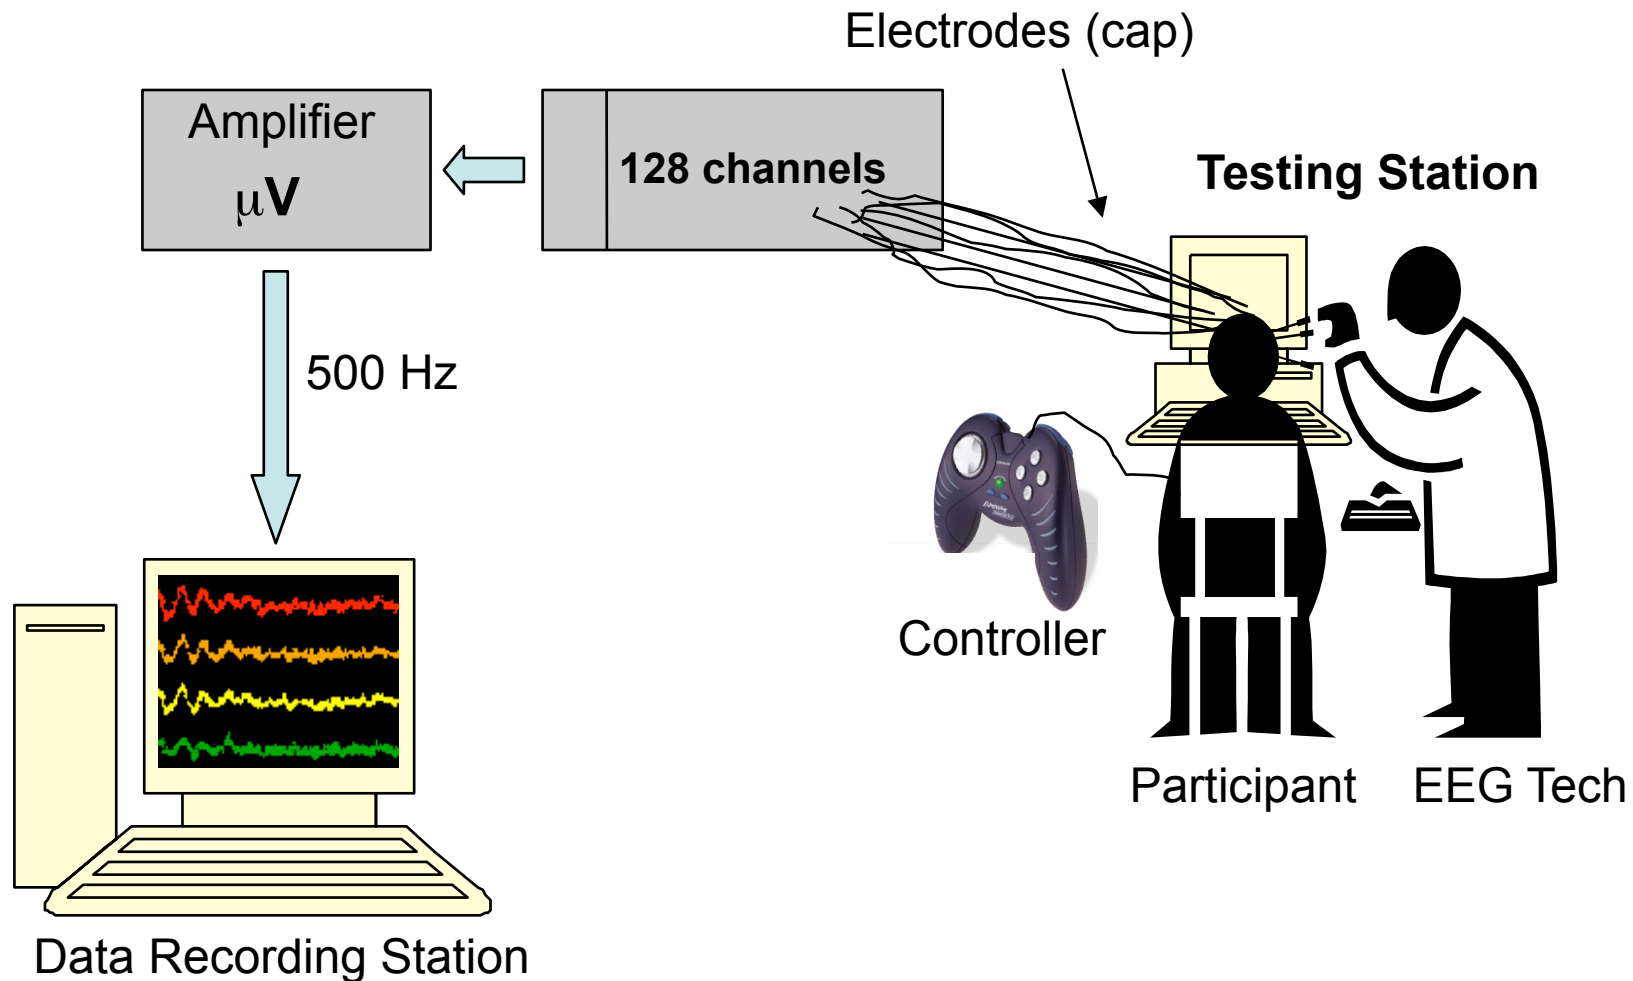 Electrodes (cap)
Amplifier
μV
128 channels
Testing Station
500 Hz
Controller
Participant
EEG Tech
Data Recording Station